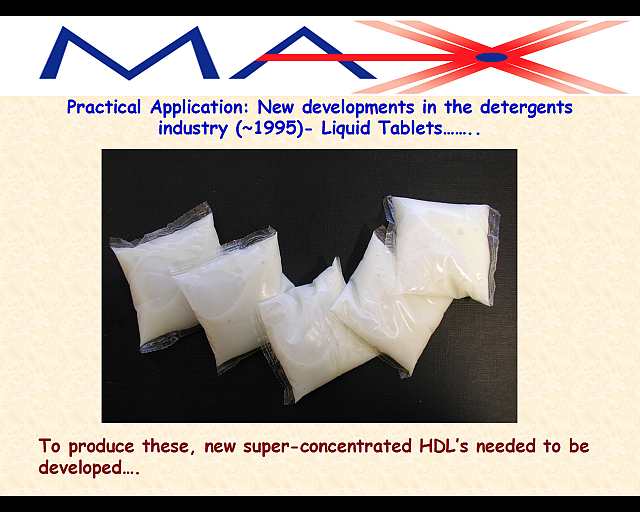 MAX
Practical Application: New developments in the detergents
industry (~1995)- Liquid Tablets……..
To produce these, new super-concentrated HDL's needed to be
developed….